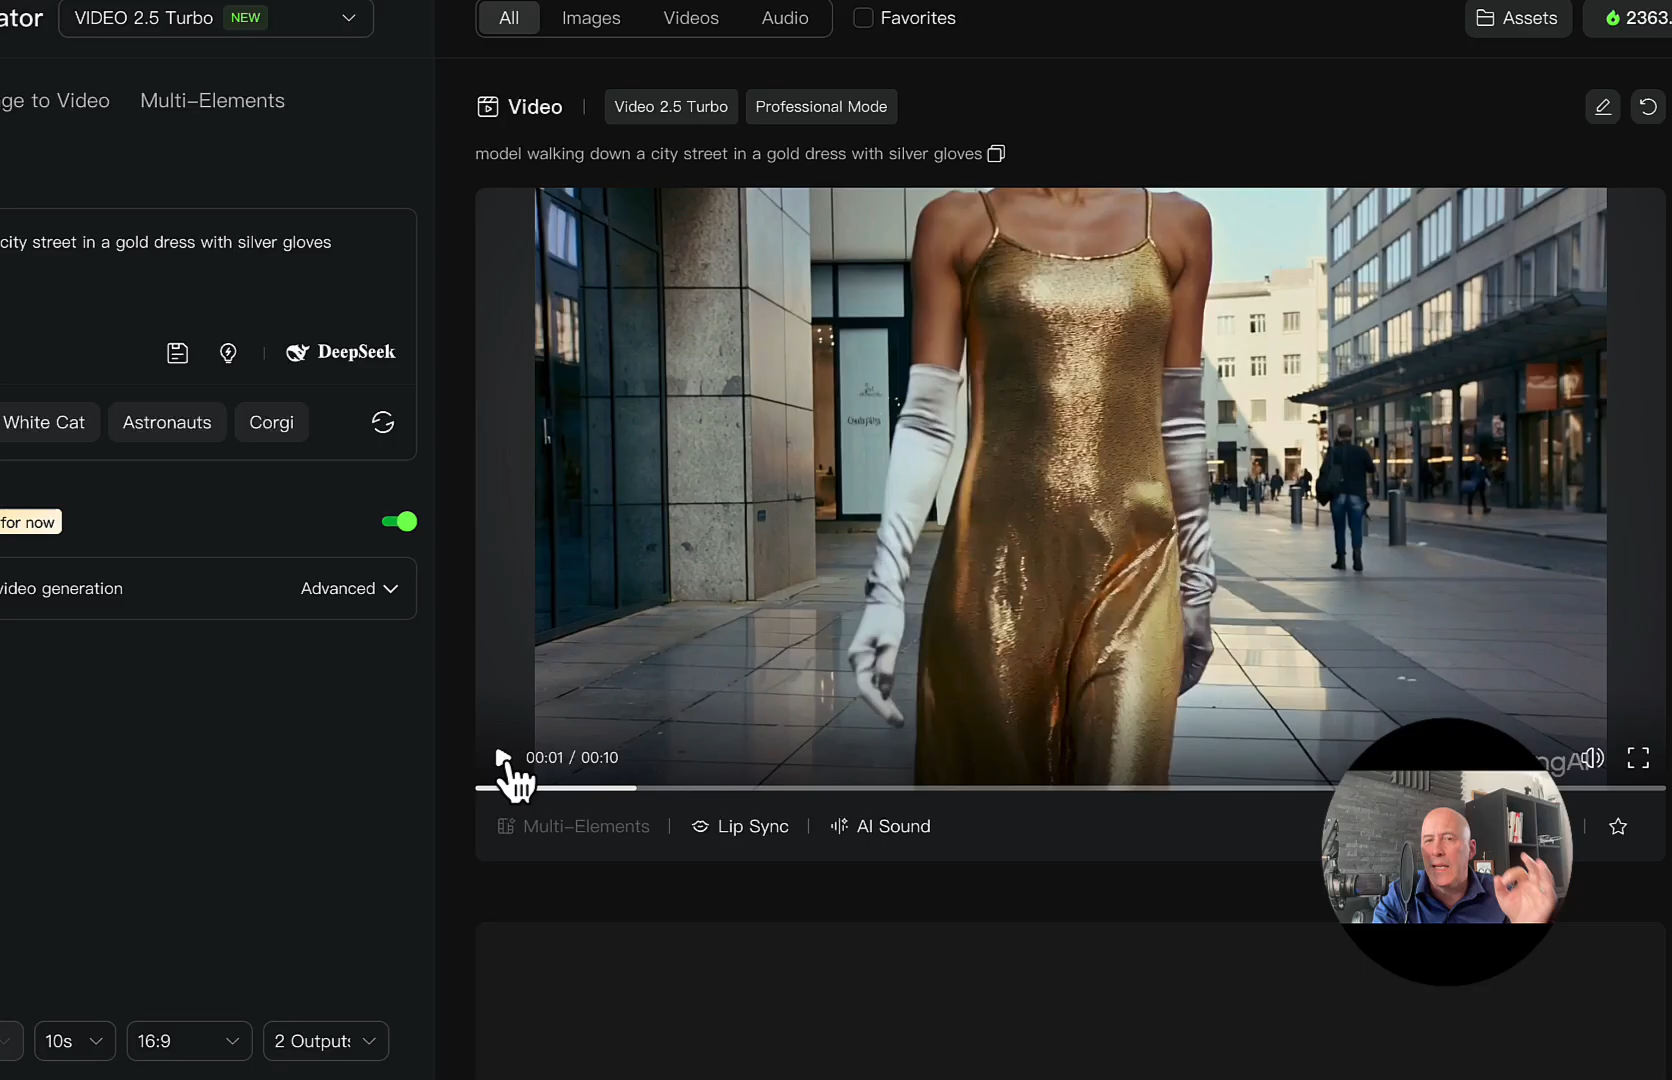 ator
VIDEO 2.5 Turbo NEW
All Images Videos Audio Favorites
Assets
2363.
ge to Video Multi-Elements
Video Video 2.5 Turbo Professional Mode
model walking down a city street in a gold dress with silver gloves
city street in a gold dress with silver gloves
DeepSeek
White Cat Astronauts Corgi
for now
video generation Advanced
00:01 / 00:10
ngAI
Multi-Elements Lip Sync AI Sound
10s 16:9 2 Outputs